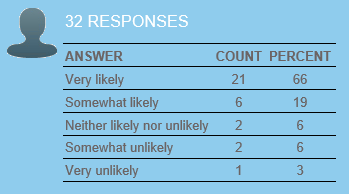 32 RESPONSES
ANSWER COUNT PERCENT
Very likely 21 66
Somewhat likely 6 19
Neither likely nor unlikely 2 6
Somewhat unlikely 2 6
Very unlikely 1 3